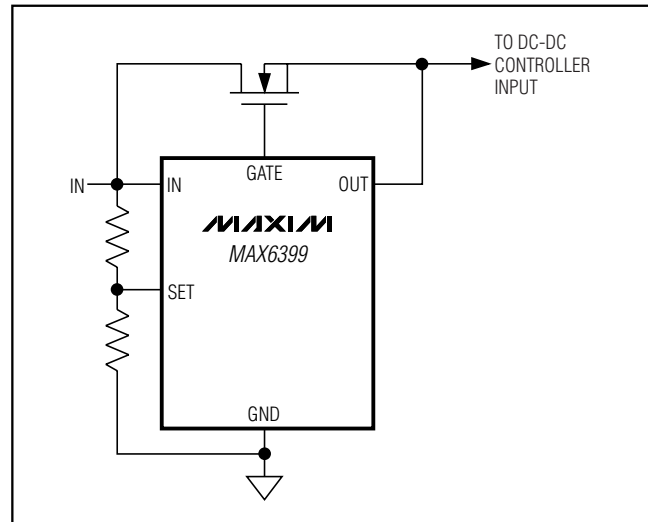 TO DC-DC
CONTROLLER
INPUT
GATE
IN
IN
OUT
MAXIM
MAX6399
SET
GND